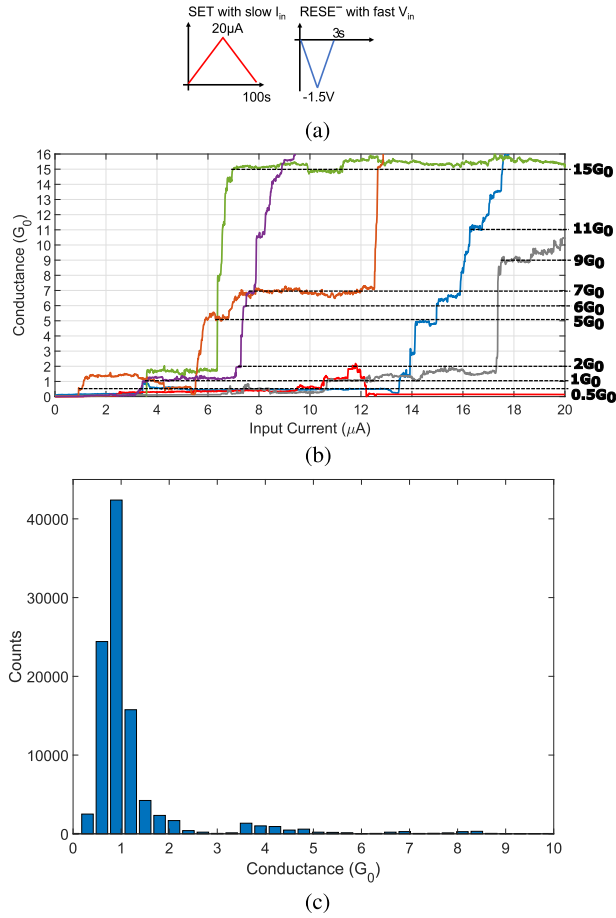 SET with slow Iin
RESE⁻ with fast Vin
20μA
3s
100s
-1.5V
(a)
16
15
14
13
12
11
10
9
8
7
6
5
4
3
2
1
0
Conductance (G0)
15G0
11G0
9G0
7G0
6G0
5G0
2G0
1G0
0.5G0
0 2 4 6 8 10 12 14 16 18 20
Input Current (μA)
(b)
40000
30000
20000
10000
0
Counts
0 1 2 3 4 5 6 7 8 9 10
Conductance (G0)
(c)